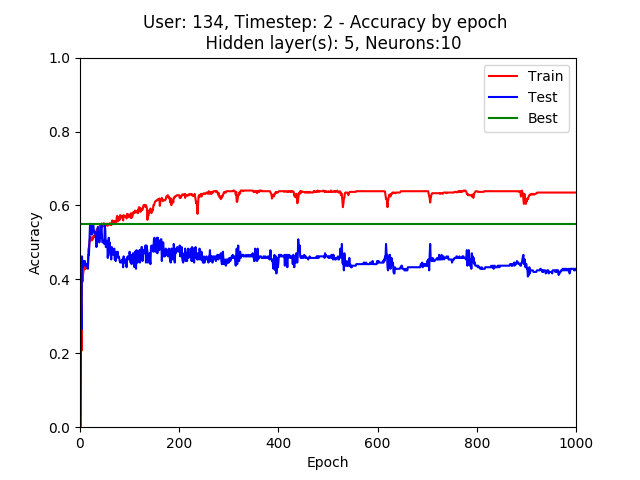 User: 134, Timestep: 2 - Accuracy by epoch
Hidden layer(s): 5, Neurons:10
1.0
0.8
0.6
0.4
0.2
0.0
Accuracy
Train
Test
Best
0 200 400 600 800 1000
Epoch